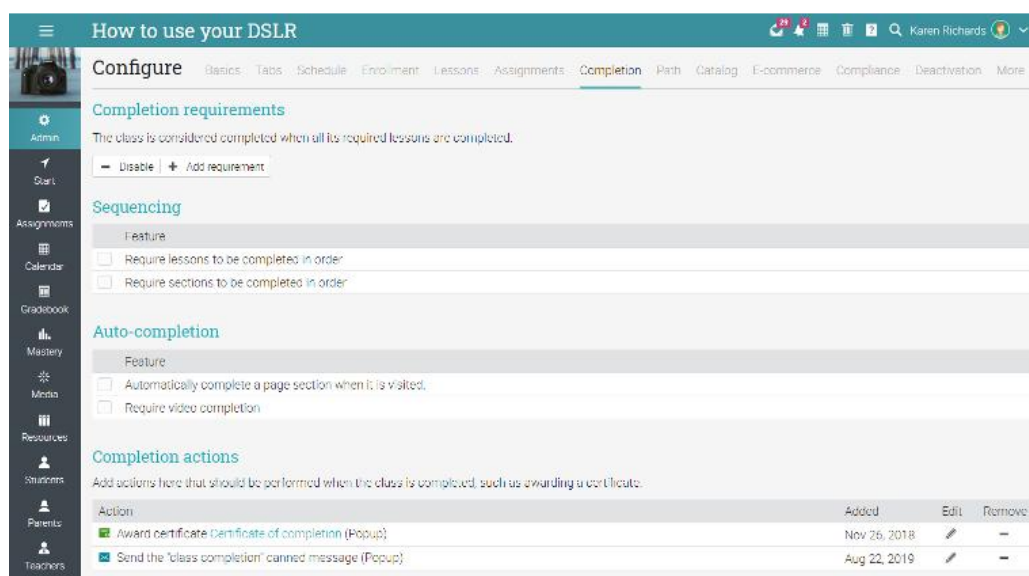 How to use your DSLR
29
2
Karen Richards
Configure Basics Tabs Schedule Enrollment Lessons Assignments Completion Path Catalog E-commerce Compliance Deactivation More
Admin
Start
Assignments
Calendar
Gradebook
Mastery
Media
Resources
Students
Parents
Teachers
Completion requirements
The class is considered completed when all its required lessons are completed.
Disable Add requirement
Sequencing
Feature
Require lessons to be completed in order
Require sections to be completed in order
Auto-completion
Feature
Automatically complete a page section when it is visited.
Require video completion
Completion actions
Add actions here that should be performed when the class is completed, such as awarding a certificate.
Action Added Edit Remove
Award certificate Certificate of completion (Popup) Nov 26, 2018
Send the "class completion" canned message (Popup) Aug 22, 2019